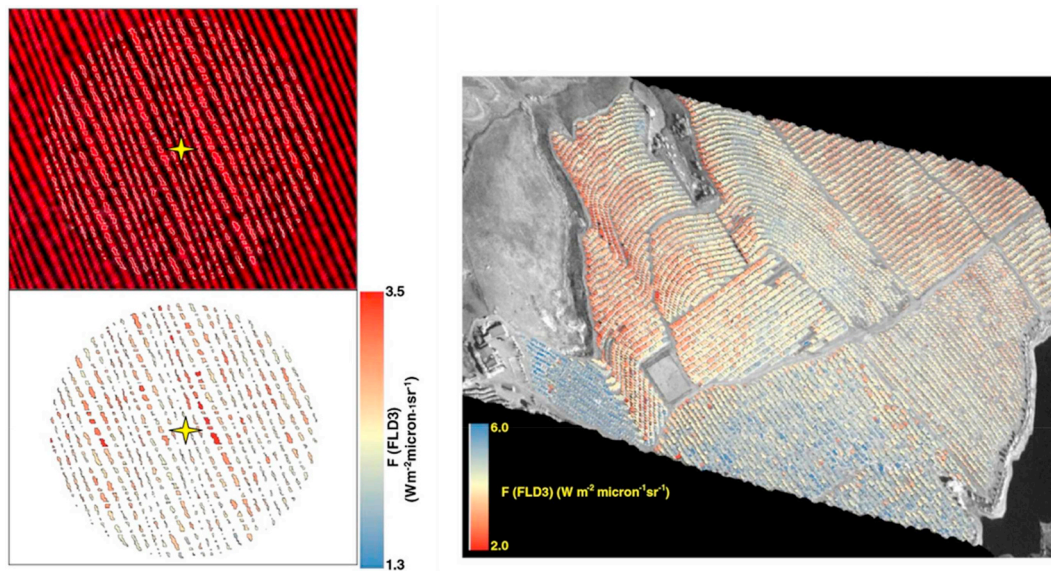 3.5
F (FLD3)
(Wm-2micron-1sr-1)
1.3
6.0
F (FLD3) (W m-2 micron-1sr-1)
2.0